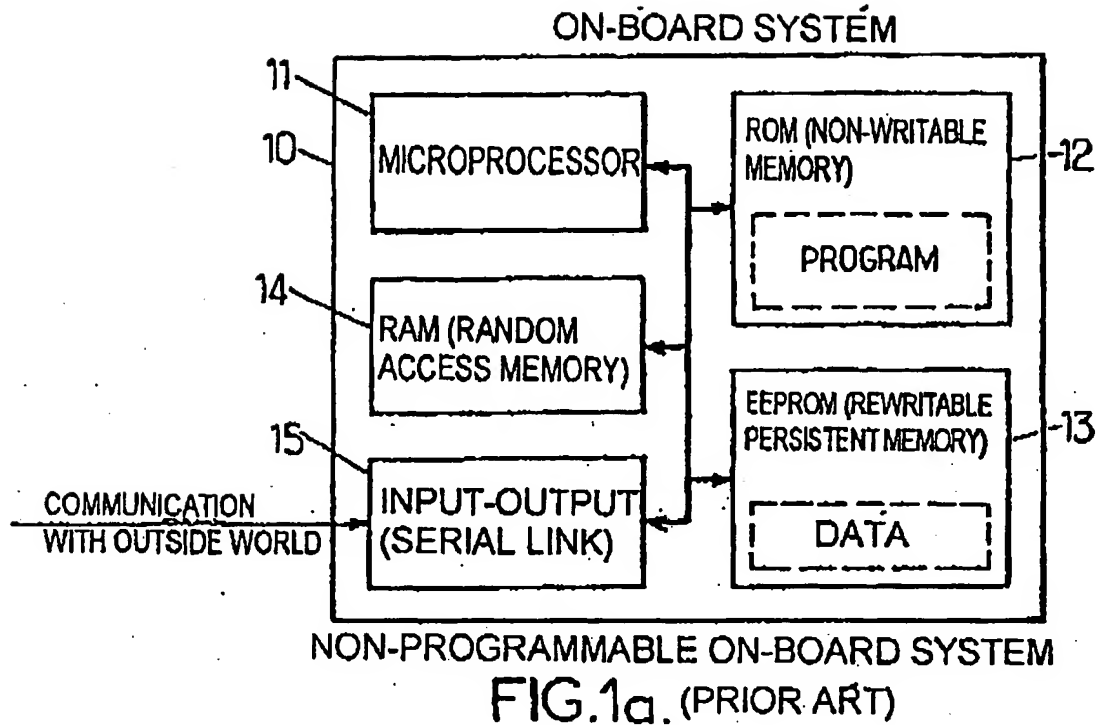 ON-BOARD SYSTEM
11
10
MICROPROCESSOR
ROM (NON-WRITABLE
MEMORY)
12
PROGRAM
14
RAM (RANDOM
ACCESS MEMORY)
EEPROM (REWRITABLE
PERSISTENT MEMORY)
13
DATA
15
INPUT-OUTPUT
(SERIAL LINK)
COMMUNICATION
WITH OUTSIDE WORLD
NON-PROGRAMMABLE ON-BOARD SYSTEM
FIG.1a. (PRIOR ART)